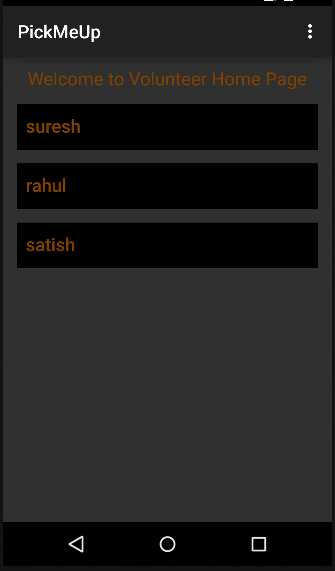 PickMeUp
Welcome to Volunteer Home Page
suresh
rahul
satish